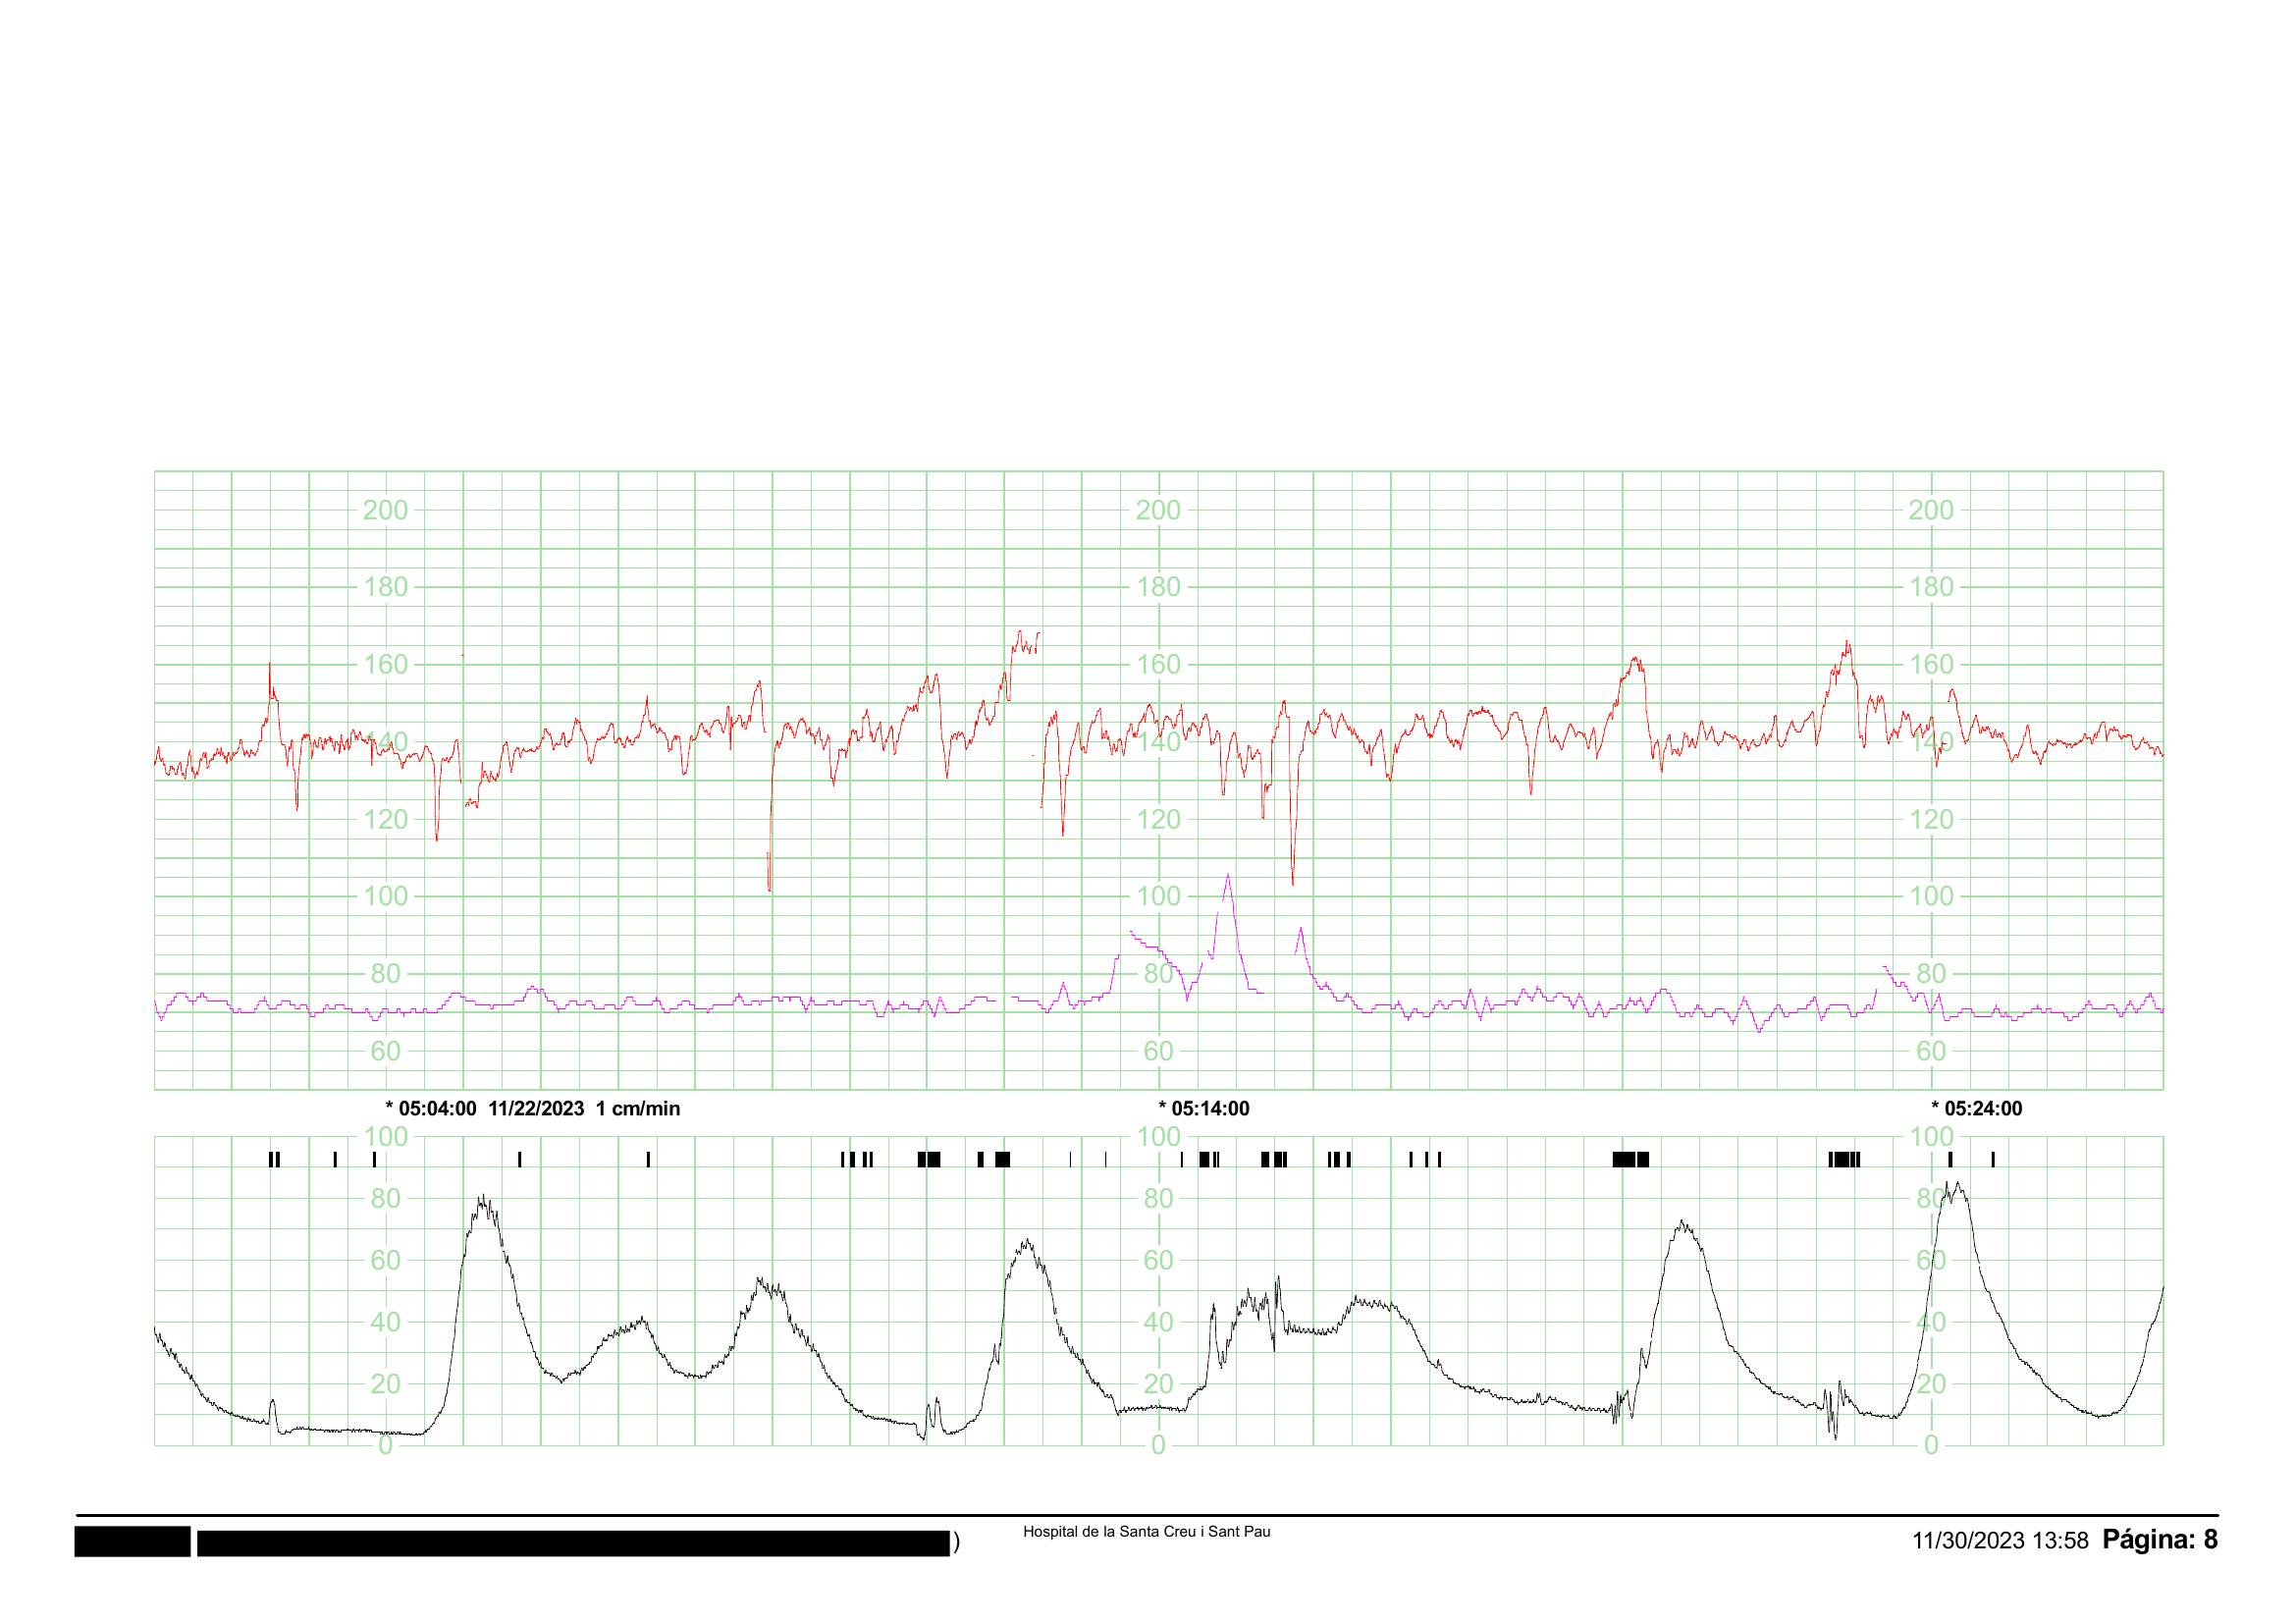 200 200 200
180 180 180
160 160 160
140 140 140
120 120 120
100 100 100
80 80 80
60 60 60
* 05:04:00 11/22/2023 1 cm/min * 05:14:00 * 05:24:00
100 100 100
80 80 80
60 60 60
40 40 40
20 20 20
0 0 0
) Hospital de la Santa Creu i Sant Pau 11/30/2023 13:58 Página: 8